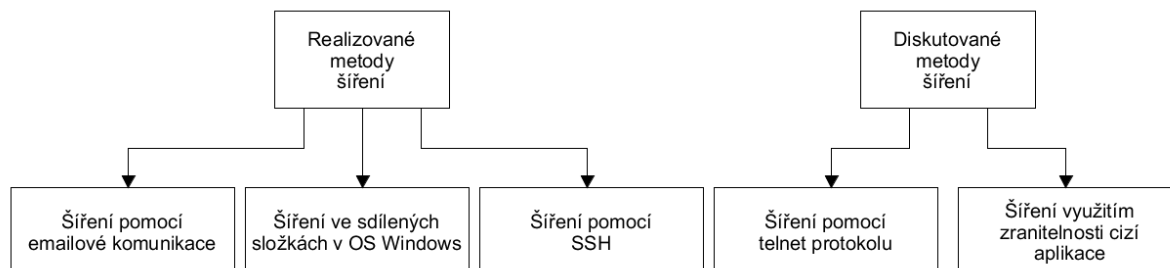 Realizované
metody
šíření
Diskutované
metody
šíření
Šíření pomocí
emailové komunikace
Šíření ve sdílených
složkách v OS Windows
Šíření pomocí
SSH
Šíření pomocí
telnet protokolu
Šíření využitím
zranitelnosti cizí
aplikace